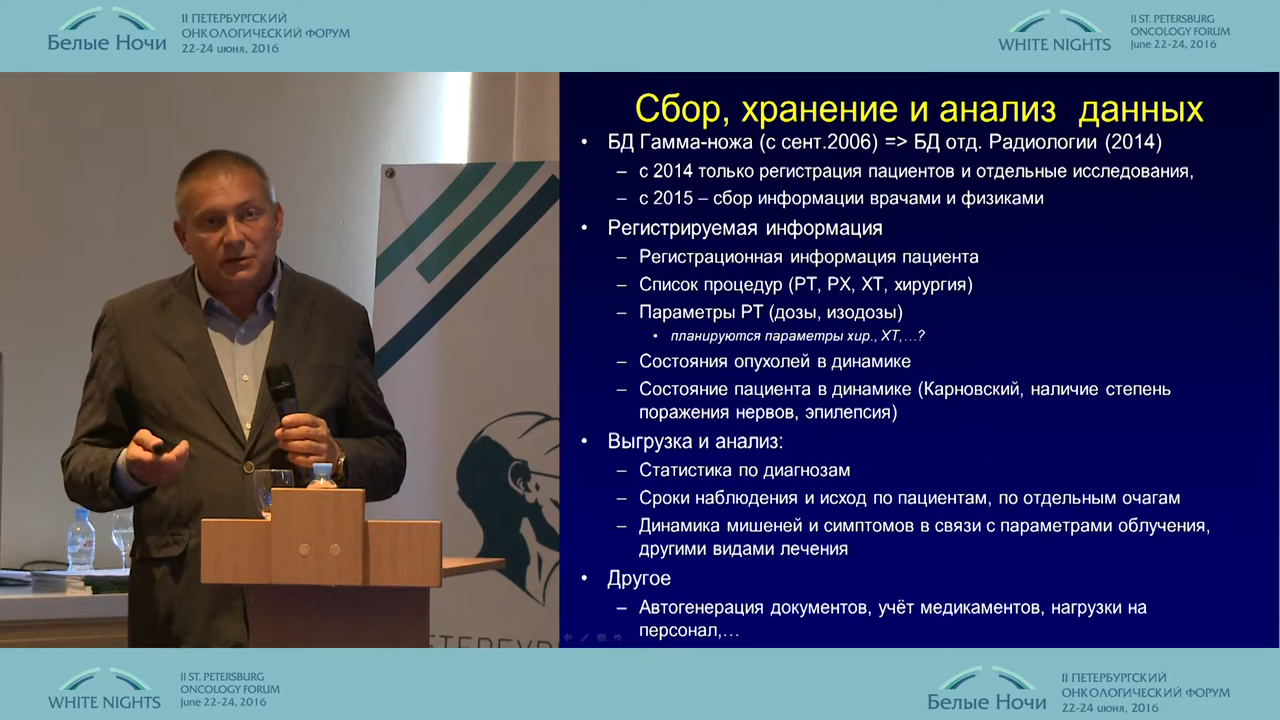 Белые Ночи
II ПЕТЕРБУРГСКИЙ
ОНКОЛОГИЧЕСКИЙ ФОРУМ
22-24 июня, 2016
WHITE NIGHTS
II ST. PETERSBURG
ONCOLOGY FORUM
June 22-24, 2016
Сбор, хранение и анализ данных
• БД Гамма-ножа (с сент.2006) => БД отд. Радиологии (2014)
– с 2014 только регистрация пациентов и отдельные исследования,
– с 2015 – сбор информации врачами и физиками
• Регистрируемая информация
– Регистрационная информация пациента
– Список процедур (РТ, РХ, ХТ, хирургия)
– Параметры РТ (дозы, изодозы)
• планируются параметры хир., ХТ,…?
– Состояния опухолей в динамике
– Состояние пациента в динамике (Карновский, наличие степень
поражения нервов, эпилепсия)
• Выгрузка и анализ:
– Статистика по диагнозам
– Сроки наблюдения и исход по пациентам, по отдельным очагам
– Динамика мишеней и симптомов в связи с параметрами облучения,
другими видами лечения
• Другое
– Автогенерация документов, учёт медикаментов, нагрузки на
персонал,…
WHITE NIGHTS
II ST. PETERSBURG
ONCOLOGY FORUM
June 22-24, 2016
Белые Ночи
II ПЕТЕРБУРГСКИЙ
ОНКОЛОГИЧЕСКИЙ ФОРУМ
22-24 июня, 2016